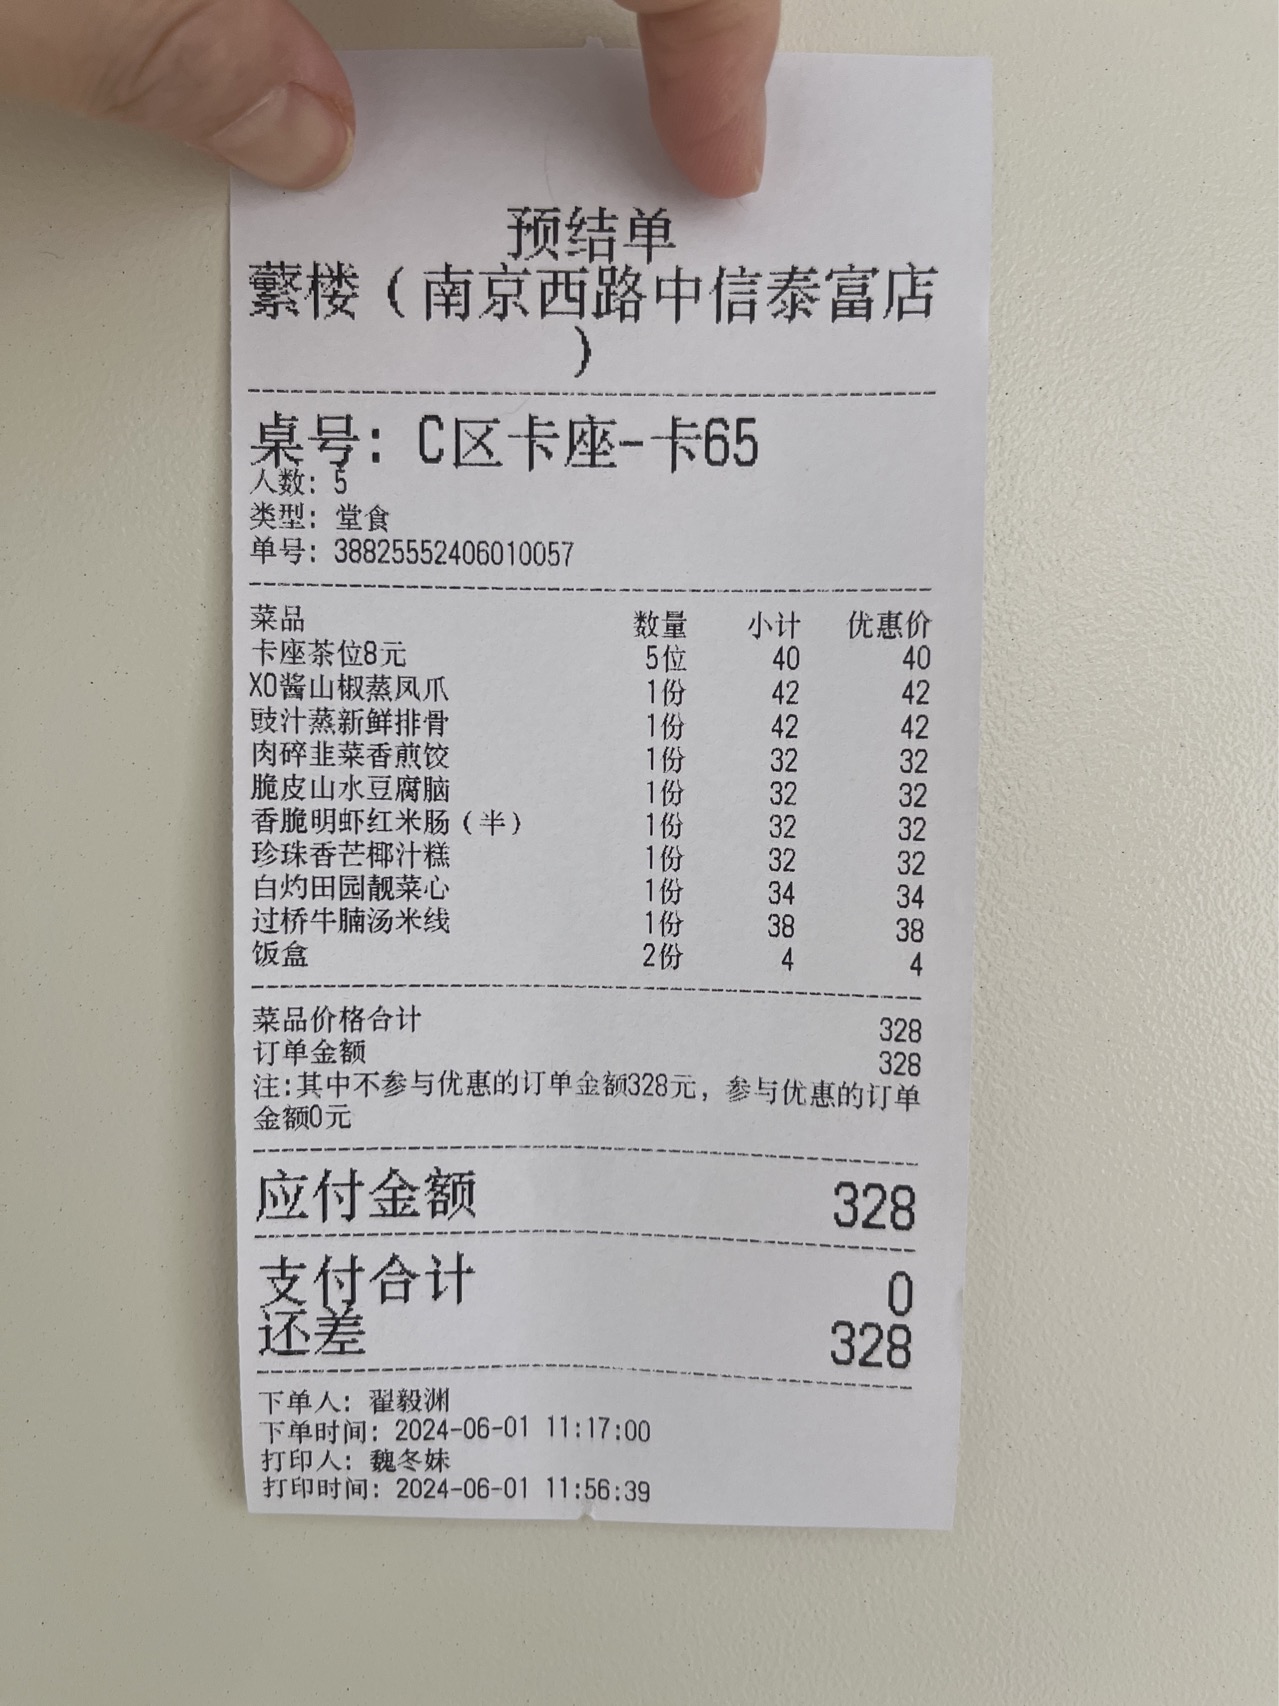 预结单
蘩楼（南京西路中信泰富店
）
桌号: C区卡座-卡65
人数: 5
类型: 堂食
单号: 38825552406010057
菜品 数量 小计 优惠价
卡座茶位8元 5位 40 40
XO酱山椒蒸凤爪 1份 42 42
豉汁蒸新鲜排骨 1份 42 42
肉碎韭菜香煎饺 1份 32 32
脆皮山水豆腐脑 1份 32 32
香脆明虾红米肠（半） 1份 32 32
珍珠香芒椰汁糕 1份 32 32
白灼田园靓菜心 1份 34 34
过桥牛腩汤米线 1份 38 38
饭盒 2份 4 4
菜品价格合计 328
订单金额 328
注:其中不参与优惠的订单金额328元，参与优惠的订单
金额0元
应付金额 328
支付合计 0
还差 328
下单人: 翟毅渊
下单时间: 2024-06-01 11:17:00
打印人: 魏冬妹
打印时间: 2024-06-01 11:56:39